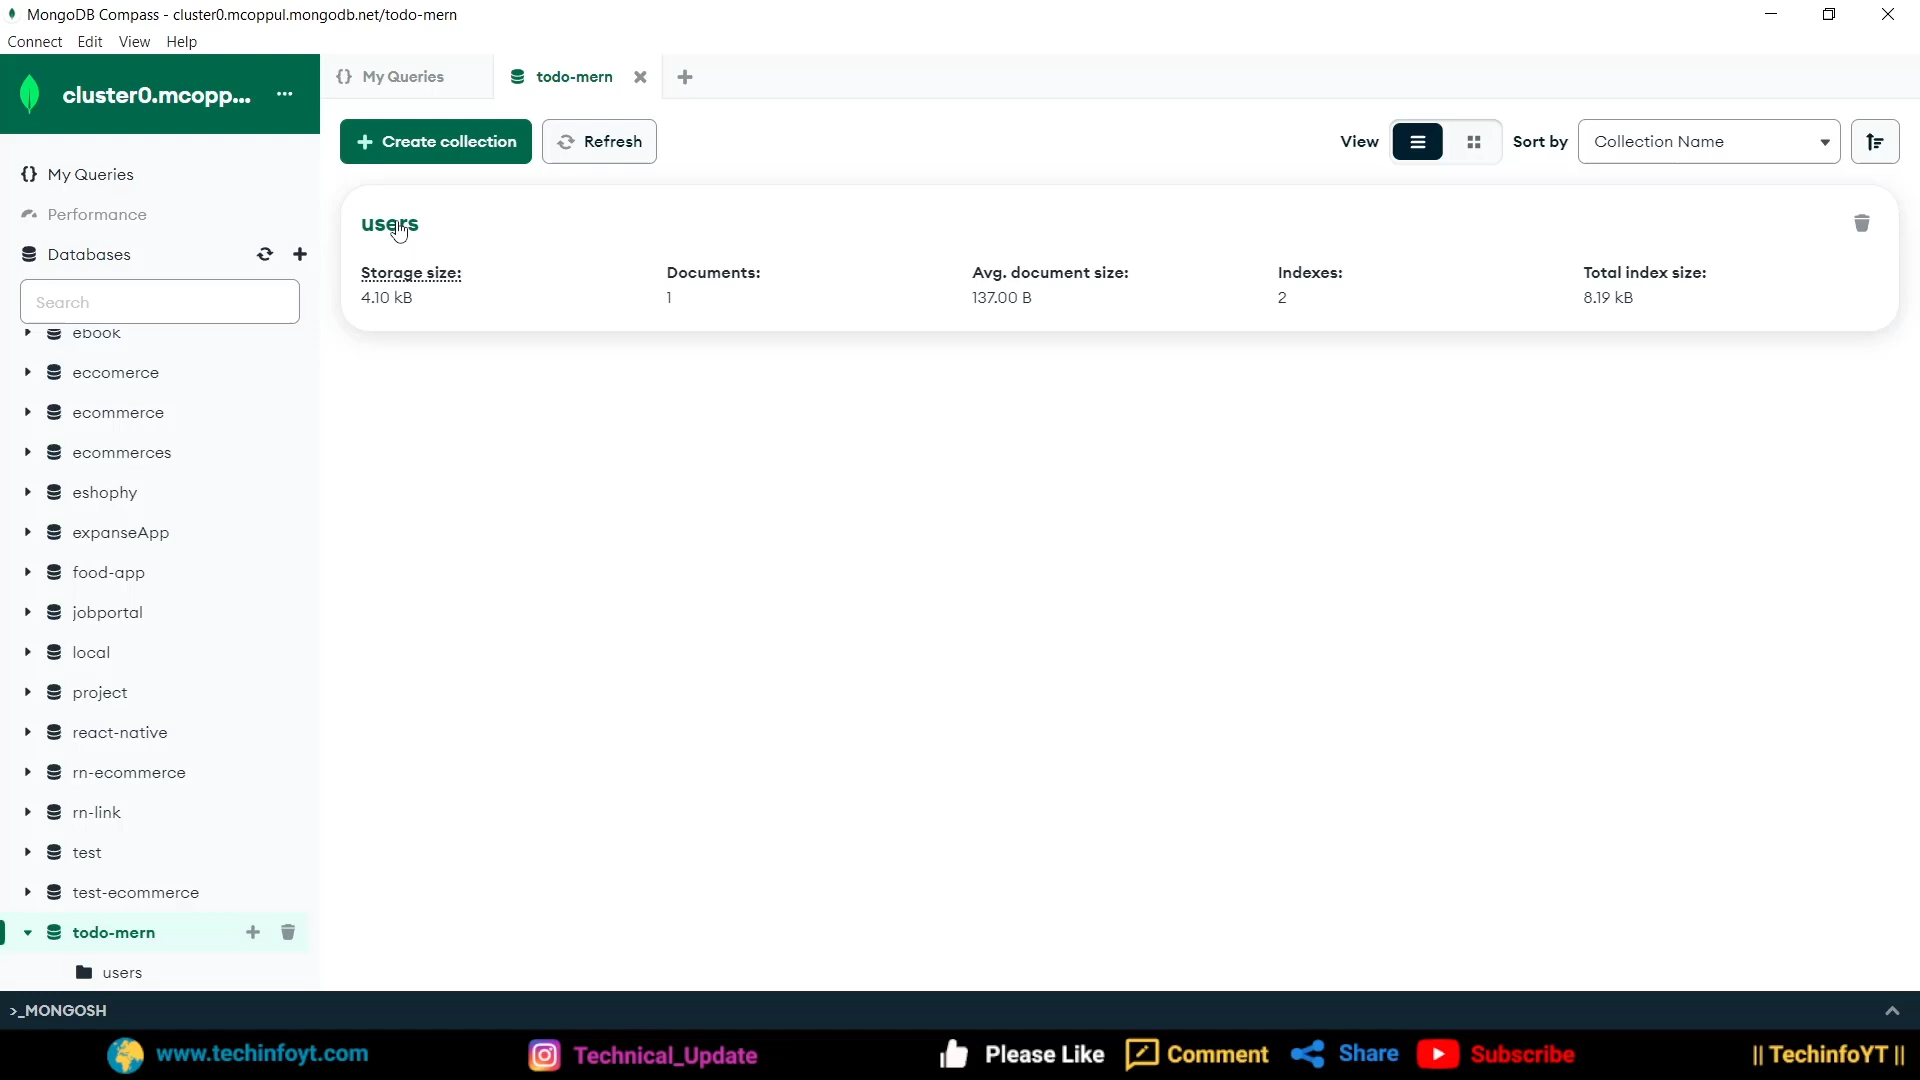 MongoDB Compass - cluster0.mcoppul.mongodb.net/todo-mern
Connect Edit View Help
cluster0.mcopp... ...
{} My Queries
todo-mern
Create collection
Refresh
View
Sort by
Collection Name
{} My Queries
Performance
Databases
Search
ebook
eccomerce
ecommerce
ecommerces
eshophy
expanseApp
food-app
jobportal
local
project
react-native
rn-ecommerce
rn-link
test
test-ecommerce
todo-mern
users
users
Storage size: Documents: Avg. document size: Indexes: Total index size:
4.10 kB 1 137.00 B 2 8.19 kB
>_MONGOSH
www.techinfoyt.com Technical_Update Please Like Comment Share Subscribe || TechinfoYT ||